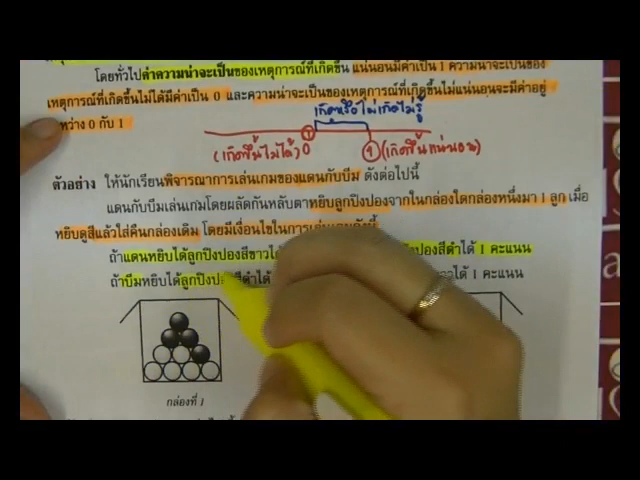 โดยทั่วไปค่าความน่าจะเป็นของเหตุการณ์ที่เกิดขึ้น แน่นอนมีค่าเป็น 1 ความน่าจะเป็นของ
เหตุการณ์ที่เกิดขึ้นไม่ได้มีค่าเป็น 0 และความน่าจะเป็นของเหตุการณ์ที่เกิดขึ้นไม่แน่นอนจะมีค่าอยู่
หว่าง 0 กับ 1
เกิดหรือไม่เกิดไม่รู้
(เกิดขึ้นไม่ได้) 0
1 (เกิดขึ้นแน่นอน)
ตัวอย่าง ให้นักเรียนพิจารณาการเล่นเกมของแดนกับบีม ดังต่อไปนี้
แดนกับบีมเล่นเกมโดยผลัดกันหลับตาหยิบลูกปิงปองจากในกล่องใดกล่องหนึ่งมา 1 ลูก เมื่อ
หยิบดูสีแล้วใส่คืนกล่องเดิม โดยมีเงื่อนไขในการเล่นเกมดังนี้
ถ้าแดนหยิบได้ลูกปิงปองสีขาวได้ ปองสีดำได้ 1 คะแนน
ถ้าบีมหยิบได้ลูกปิงปองสีดำได้ าวได้ 1 คะแนน
กล่องที่ 1